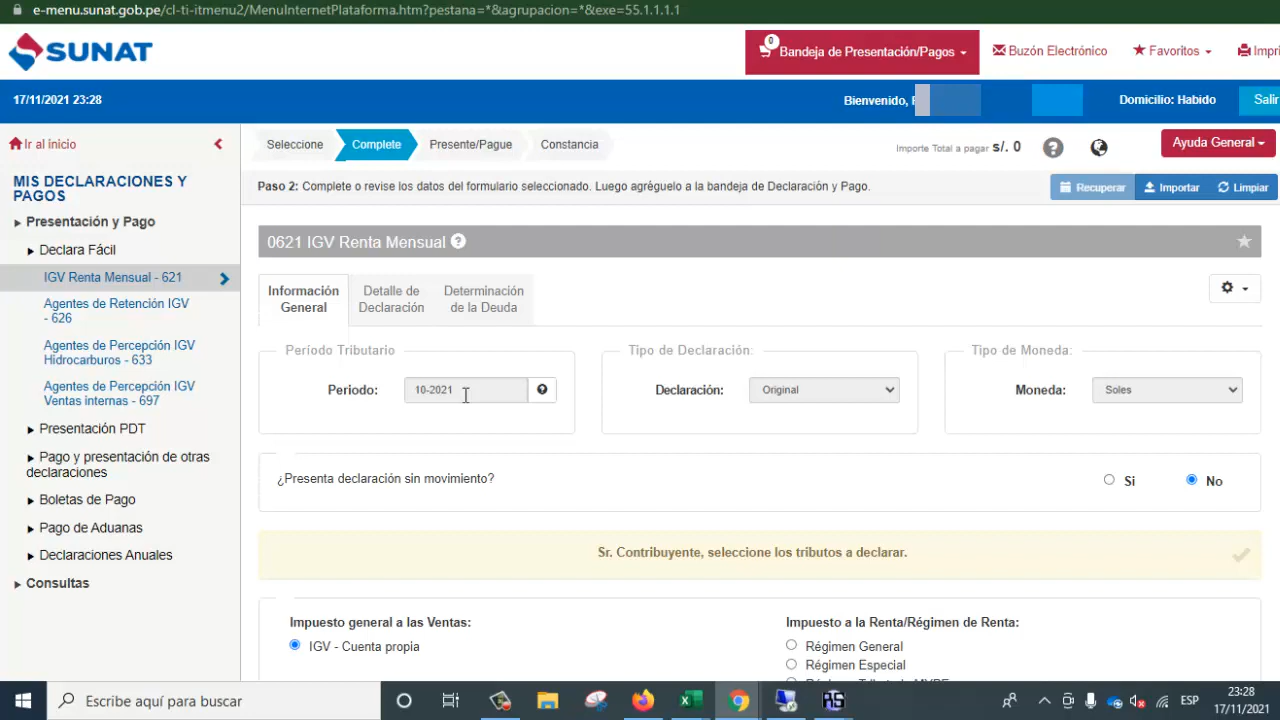 e-menu.sunat.gob.pe/cl-ti-itmenu2/MenuInternetPlataforma.htm?pestana=*&agrupacion=*&exe=55.1.1.1.1
SUNAT
0
Bandeja de Presentación/Pagos
Buzón Electrónico
Favoritos
17/11/2021 23:28
Bienvenido,
Domicilio: Habido
Salir
Ir al inicio
Seleccione
Complete
Presente/Pague
Constancia
Importe Total a pagar s/. 0
Ayuda General
MIS DECLARACIONES Y
PAGOS
Paso 2: Complete o revise los datos del formulario seleccionado. Luego agréguelo a la bandeja de Declaración y Pago.
Recuperar
Importar
Limpiar
Presentación y Pago
Declara Fácil
IGV Renta Mensual - 621
Agentes de Retención IGV
- 626
Agentes de Percepción IGV
Hidrocarburos - 633
Agentes de Percepción IGV
Ventas internas - 697
Presentación PDT
Pago y presentación de otras
declaraciones
Boletas de Pago
Pago de Aduanas
Declaraciones Anuales
Consultas
0621 IGV Renta Mensual
Información
General
Detalle de
Declaración
Determinación
de la Deuda
Período Tributario
Periodo: 10-2021
Tipo de Declaración:
Declaración: Original
Tipo de Moneda:
Moneda: Soles
¿Presenta declaración sin movimiento?
Si
No
Sr. Contribuyente, seleccione los tributos a declarar.
Impuesto general a las Ventas:
IGV - Cuenta propia
Impuesto a la Renta/Régimen de Renta:
Régimen General
Régimen Especial
Escribe aquí para buscar
ESP
23:28
17/11/2021